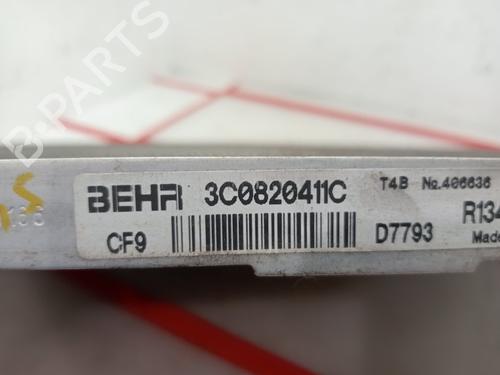 B-PARTS
BEHR 3C0820411C T4B No.406636
CF9 D7793 R134
Made